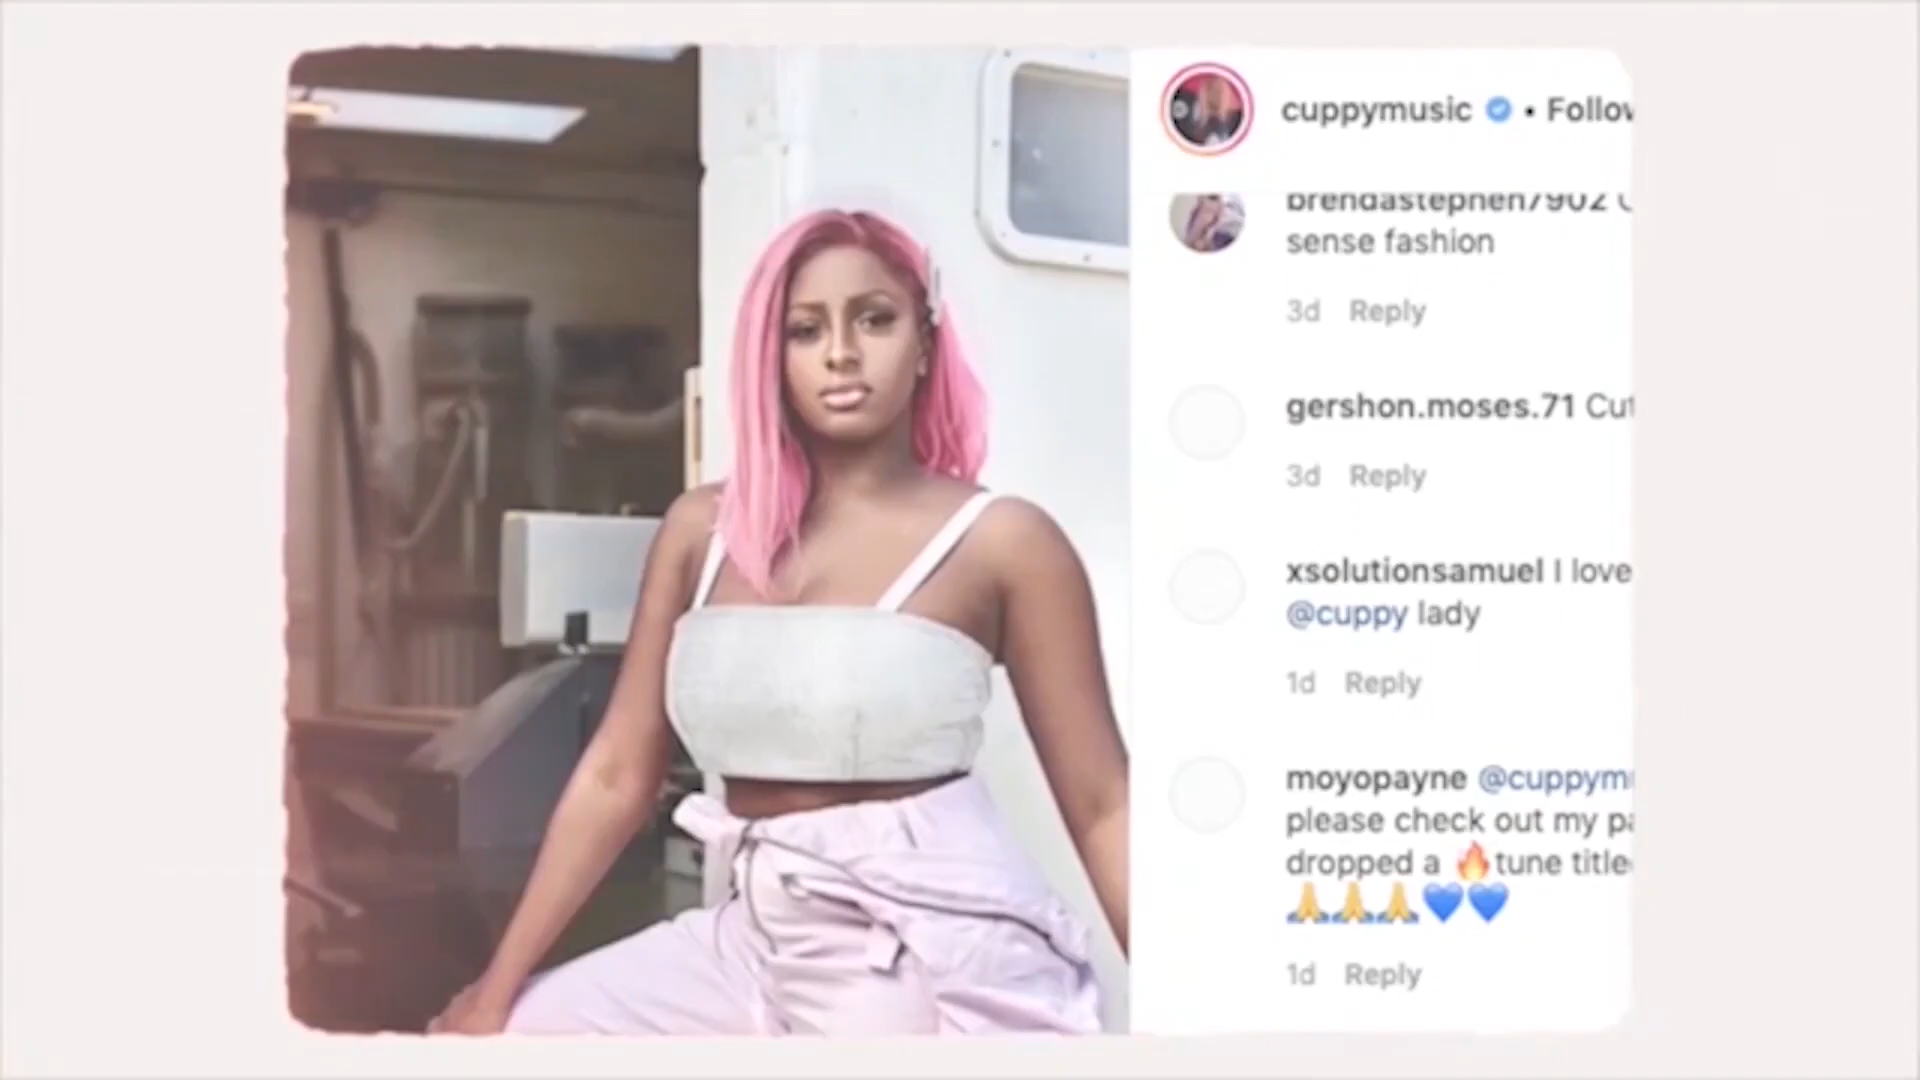 cuppymusic • Follow
brendastephen7902
sense fashion
3d Reply
gershon.moses.71 Cut
3d Reply
xsolutionsamuel I love
@cuppy lady
1d Reply
moyopayne @cuppym
please check out my pa
dropped a 🔥tune title
🙏🙏🙏💙💙
1d Reply